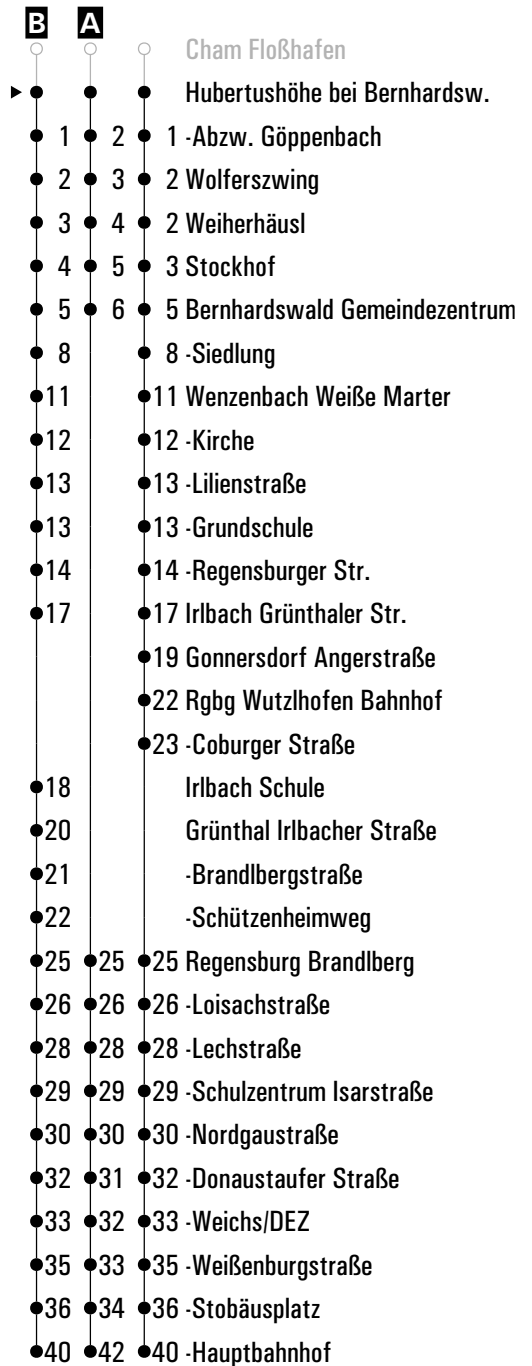 B A
Cham Floßhafen
Hubertushöhe bei Bernhardsw.
1 2 1 -Abzw. Göppenbach
2 3 2 Wolferszwing
3 4 2 Weiherhäusl
4 5 3 Stockhof
5 6 5 Bernhardswald Gemeindezentrum
8 8 -Siedlung
11 11 Wenzenbach Weiße Marter
12 12 -Kirche
13 13 -Lilienstraße
13 13 -Grundschule
14 14 -Regensburger Str.
17 17 Irlbach Grünthaler Str.
19 Gonnersdorf Angerstraße
22 Rgbg Wutzlhofen Bahnhof
23 -Coburger Straße
18 Irlbach Schule
20 Grünthal Irlbacher Straße
21 -Brandlbergstraße
22 -Schützenheimweg
25 25 25 Regensburg Brandlberg
26 26 26 -Loisachstraße
28 28 28 -Lechstraße
29 29 29 -Schulzentrum Isarstraße
30 30 30 -Nordgaustraße
32 31 32 -Donaustaufer Straße
33 32 33 -Weichs/DEZ
35 33 35 -Weißenburgstraße
36 34 36 -Stobäusplatz
40 42 40 -Hauptbahnhof